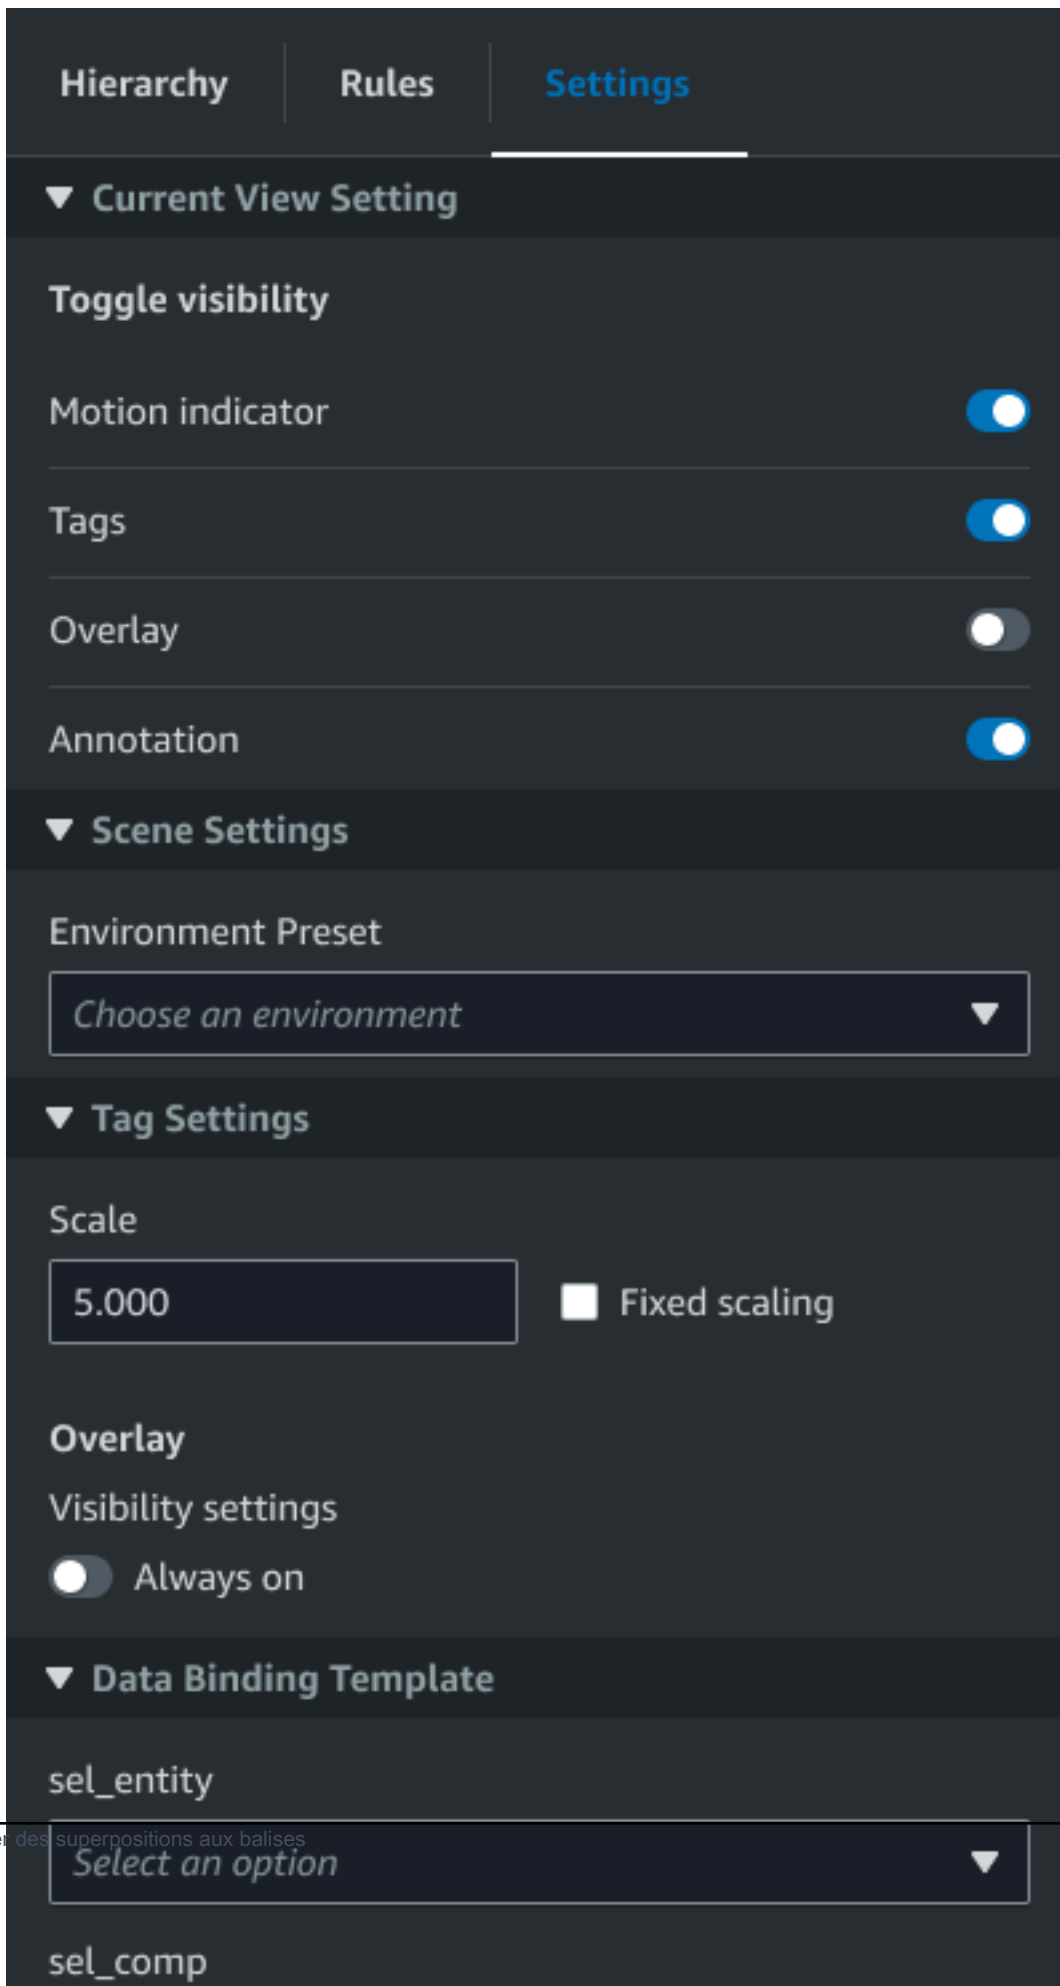 Hierarchy Rules Settings
Current View Setting
Toggle visibility
Motion indicator
Tags
Overlay
Annotation
Scene Settings
Environment Preset
Choose an environment
Tag Settings
Scale
5.000 Fixed scaling
Overlay
Visibility settings
Always on
Data Binding Template
sel_entity
des superpositions aux balises
Select an option
sel_comp